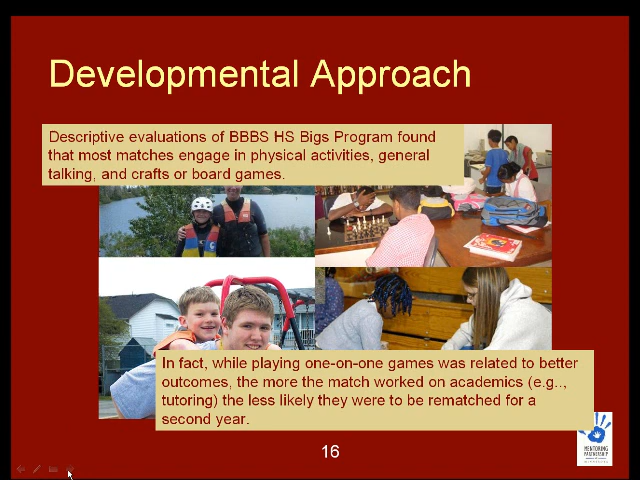 Developmental Approach
Descriptive evaluations of BBBS HS Bigs Program found
that most matches engage in physical activities, general
talking, and crafts or board games.
In fact, while playing one-on-one games was related to better
outcomes, the more the match worked on academics (e.g..,
tutoring) the less likely they were to be rematched for a
second year.
MENTORING
PARTNERSHIP
16